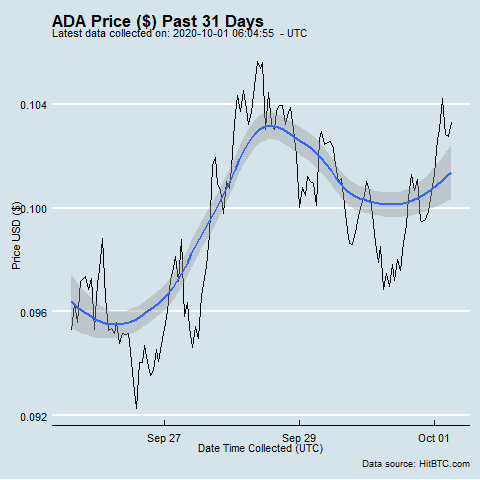 ADA Price ($) Past 31 Days
Latest data collected on: 2020-10-01 06:04:55 - UTC
0.104
0.100
0.096
0.092
Price USD ($)
Sep 27
Sep 29
Oct 01
Date Time Collected (UTC)
Data source: HitBTC.com